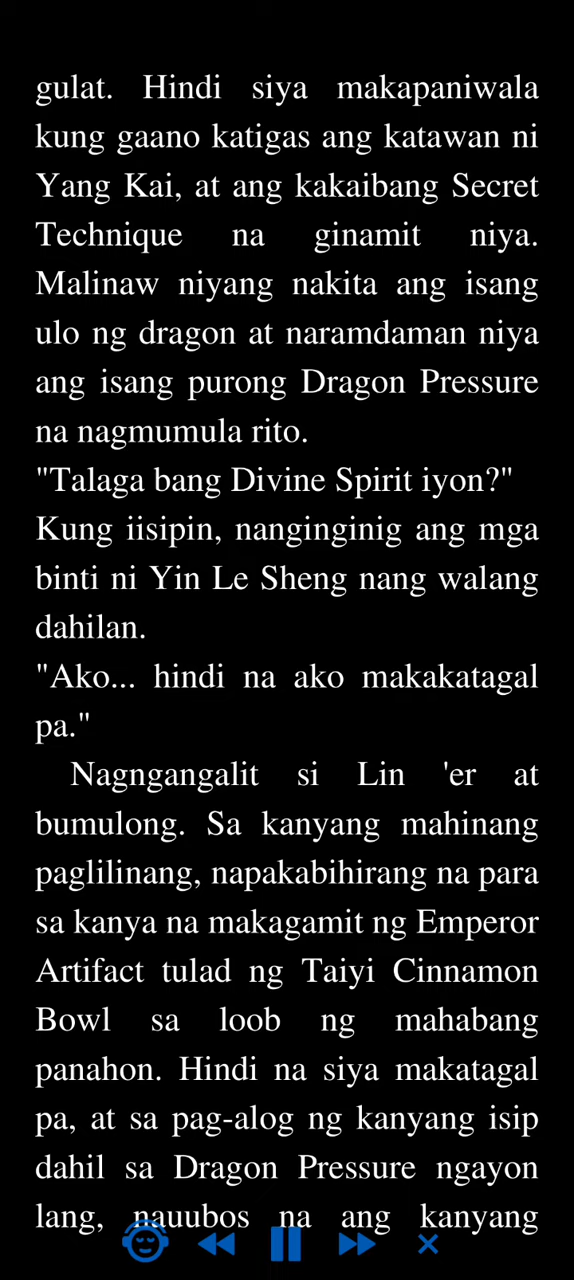 gulat. Hindi siya makapaniwala
kung gaano katigas ang katawan ni
Yang Kai, at ang kakaibang Secret
Technique na ginamit niya.
Malinaw niyang nakita ang isang
ulo ng dragon at naramdaman niya
ang isang purong Dragon Pressure
na nagmumula rito.
"Talaga bang Divine Spirit iyon?"
Kung iisipin, nanginginig ang mga
binti ni Yin Le Sheng nang walang
dahilan.
"Ako... hindi na ako makakatagal
pa."
Nagngangalit si Lin 'er at
bumulong. Sa kanyang mahinang
paglilinang, napakabihirang na para
sa kanya na makagamit ng Emperor
Artifact tulad ng Taiyi Cinnamon
Bowl sa loob ng mahabang
panahon. Hindi na siya makatagal
pa, at sa pag-alog ng kanyang isip
dahil sa Dragon Pressure ngayon
lang, nauubos na ang kanyang